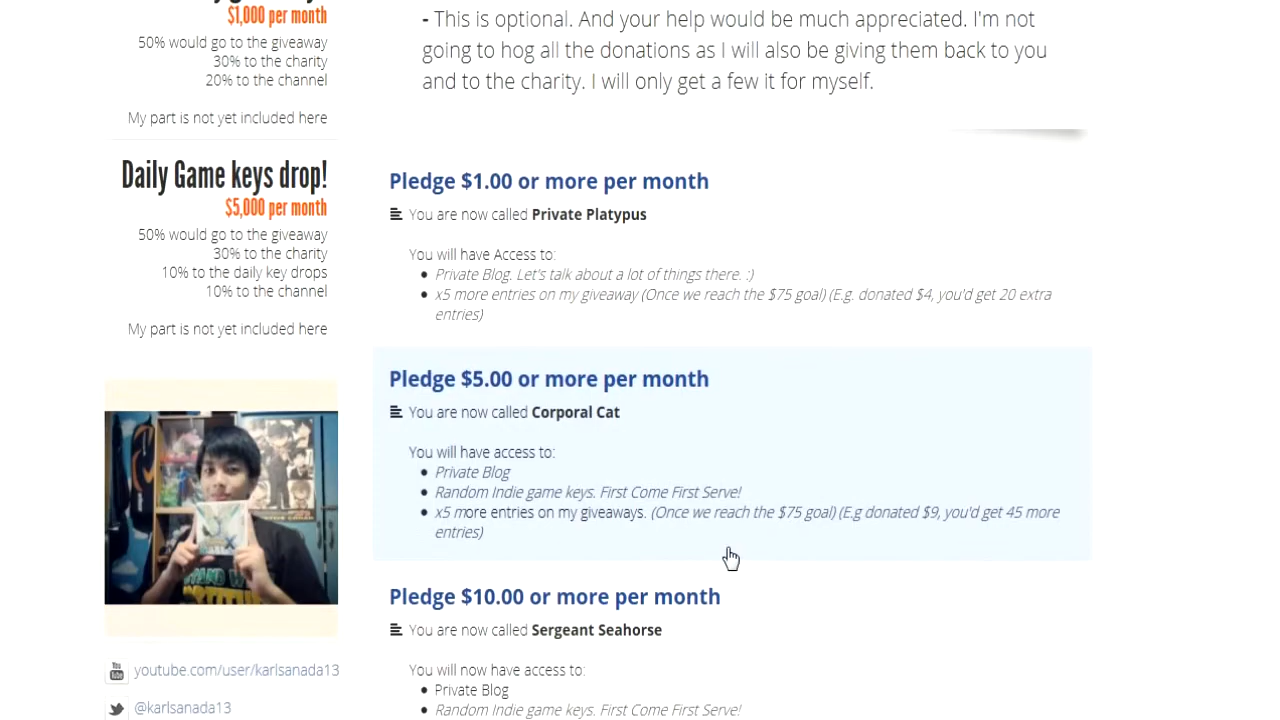 $1,000 per month
50% would go to the giveaway
30% to the charity
20% to the channel
My part is not yet included here
Daily Game keys drop!
$5,000 per month
50% would go to the giveaway
30% to the charity
10% to the daily key drops
10% to the channel
My part is not yet included here
youtube.com/user/karlsanada13
@karlsanada13
- This is optional. And your help would be much appreciated. I'm not
going to hog all the donations as I will also be giving them back to you
and to the charity. I will only get a few it for myself.
Pledge $1.00 or more per month
You are now called Private Platypus
You will have Access to:
• Private Blog. Let's talk about a lot of things there. :)
• x5 more entries on my giveaway (Once we reach the $75 goal) (E.g. donated $4, you'd get 20 extra
entries)
Pledge $5.00 or more per month
You are now called Corporal Cat
You will have access to:
• Private Blog
• Random Indie game keys. First Come First Serve!
• x5 more entries on my giveaways. (Once we reach the $75 goal) (E.g donated $9, you'd get 45 more
entries)
Pledge $10.00 or more per month
You are now called Sergeant Seahorse
You will now have access to:
• Private Blog
• Random Indie game keys. First Come First Serve!